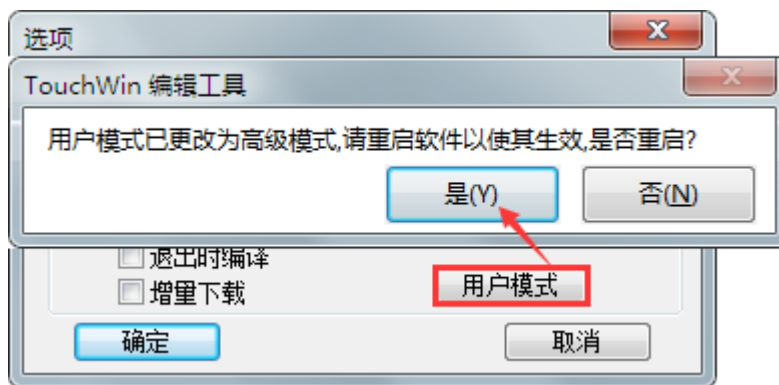 选项
TouchWin 编辑工具
用户模式已更改为高级模式,请重启软件以使其生效,是否重启?
是(Y)
否(N)
退出时编译
增量下载
用户模式
确定
取消